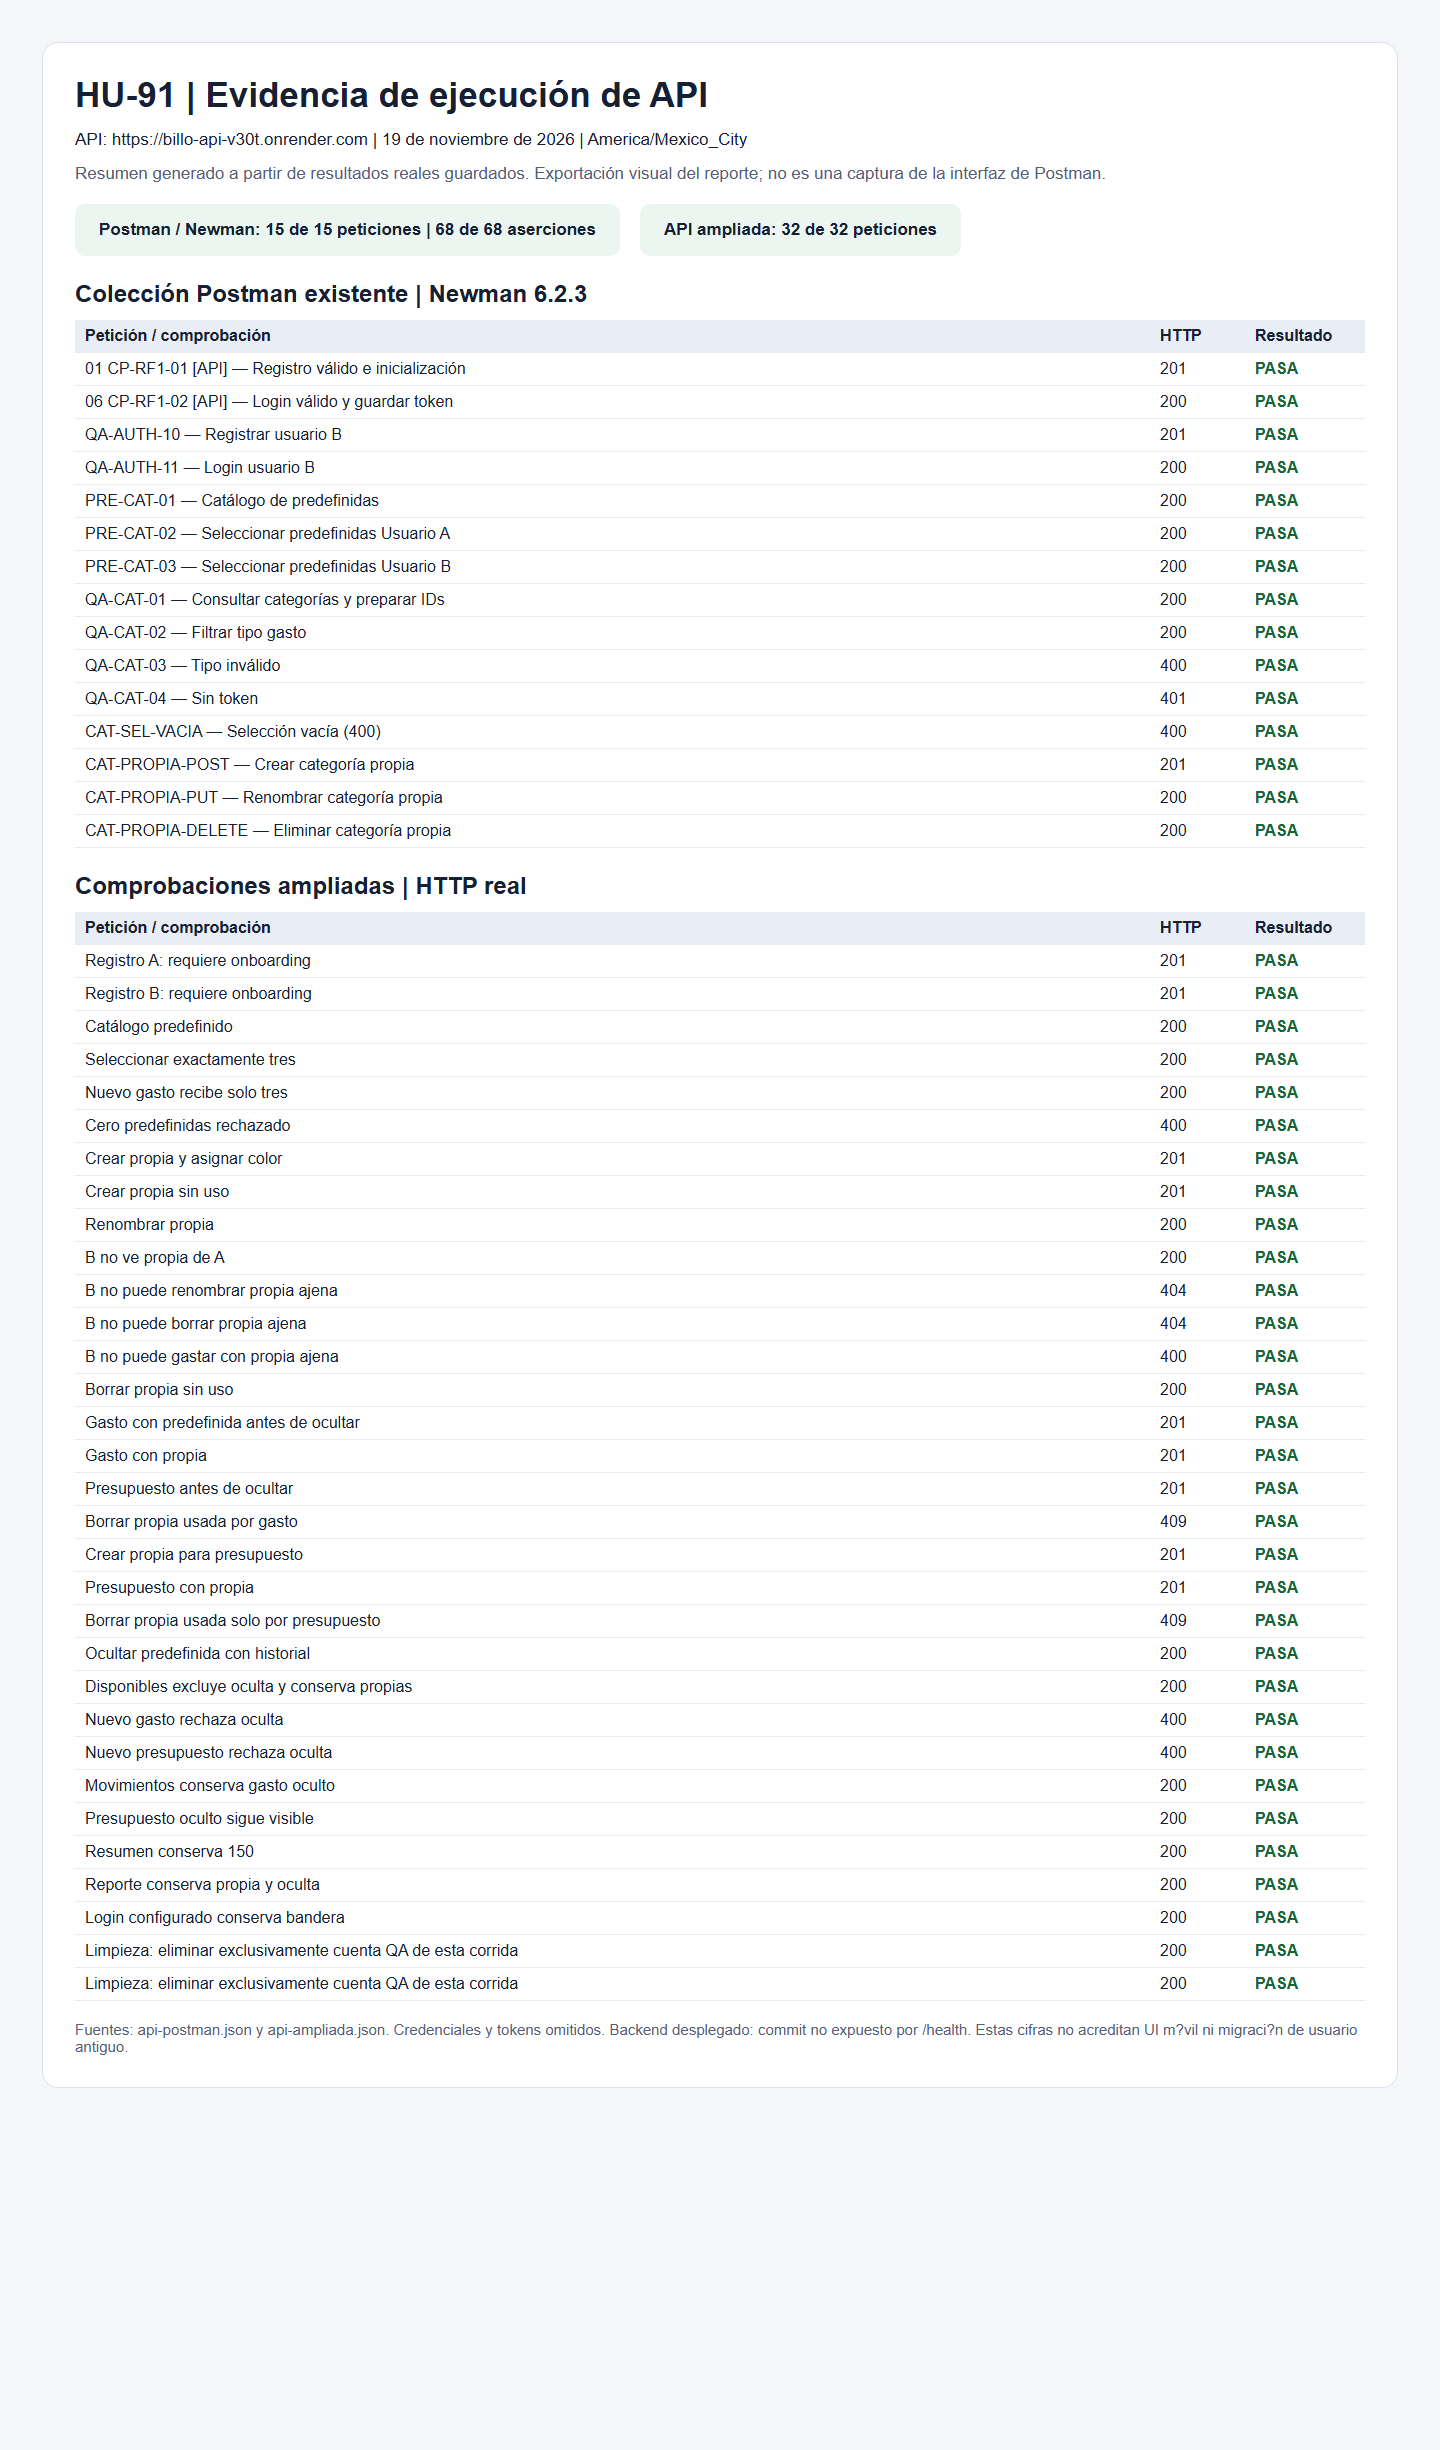 HU-91 | Evidencia de ejecución de API
API: https://billo-api-v30t.onrender.com | 19 de noviembre de 2026 | America/Mexico_City
Resumen generado a partir de resultados reales guardados. Exportación visual del reporte; no es una captura de la interfaz de Postman.
Postman / Newman: 15 de 15 peticiones | 68 de 68 aserciones
API ampliada: 32 de 32 peticiones
Colección Postman existente | Newman 6.2.3
Petición / comprobación HTTP Resultado
01 CP-RF1-01 [API] — Registro válido e inicialización 201 PASA
06 CP-RF1-02 [API] — Login válido y guardar token 200 PASA
QA-AUTH-10 — Registrar usuario B 201 PASA
QA-AUTH-11 — Login usuario B 200 PASA
PRE-CAT-01 — Catálogo de predefinidas 200 PASA
PRE-CAT-02 — Seleccionar predefinidas Usuario A 200 PASA
PRE-CAT-03 — Seleccionar predefinidas Usuario B 200 PASA
QA-CAT-01 — Consultar categorías y preparar IDs 200 PASA
QA-CAT-02 — Filtrar tipo gasto 200 PASA
QA-CAT-03 — Tipo inválido 400 PASA
QA-CAT-04 — Sin token 401 PASA
CAT-SEL-VACIA — Selección vacía (400) 400 PASA
CAT-PROPIA-POST — Crear categoría propia 201 PASA
CAT-PROPIA-PUT — Renombrar categoría propia 200 PASA
CAT-PROPIA-DELETE — Eliminar categoría propia 200 PASA
Comprobaciones ampliadas | HTTP real
Petición / comprobación HTTP Resultado
Registro A: requiere onboarding 201 PASA
Registro B: requiere onboarding 201 PASA
Catálogo predefinido 200 PASA
Seleccionar exactamente tres 200 PASA
Nuevo gasto recibe solo tres 200 PASA
Cero predefinidas rechazado 400 PASA
Crear propia y asignar color 201 PASA
Crear propia sin uso 201 PASA
Renombrar propia 200 PASA
B no ve propia de A 200 PASA
B no puede renombrar propia ajena 404 PASA
B no puede borrar propia ajena 404 PASA
B no puede gastar con propia ajena 400 PASA
Borrar propia sin uso 200 PASA
Gasto con predefinida antes de ocultar 201 PASA
Gasto con propia 201 PASA
Presupuesto antes de ocultar 201 PASA
Borrar propia usada por gasto 409 PASA
Crear propia para presupuesto 201 PASA
Presupuesto con propia 201 PASA
Borrar propia usada solo por presupuesto 409 PASA
Ocultar predefinida con historial 200 PASA
Disponibles excluye oculta y conserva propias 200 PASA
Nuevo gasto rechaza oculta 400 PASA
Nuevo presupuesto rechaza oculta 400 PASA
Movimientos conserva gasto oculto 200 PASA
Presupuesto oculto sigue visible 200 PASA
Resumen conserva 150 200 PASA
Reporte conserva propia y oculta 200 PASA
Login configurado conserva bandera 200 PASA
Limpieza: eliminar exclusivamente cuenta QA de esta corrida 200 PASA
Limpieza: eliminar exclusivamente cuenta QA de esta corrida 200 PASA
Fuentes: api-postman.json y api-ampliada.json. Credenciales y tokens omitidos. Backend desplegado: commit no expuesto por /health. Estas cifras no acreditan UI m?vil ni migraci?n de usuario
antiguo.